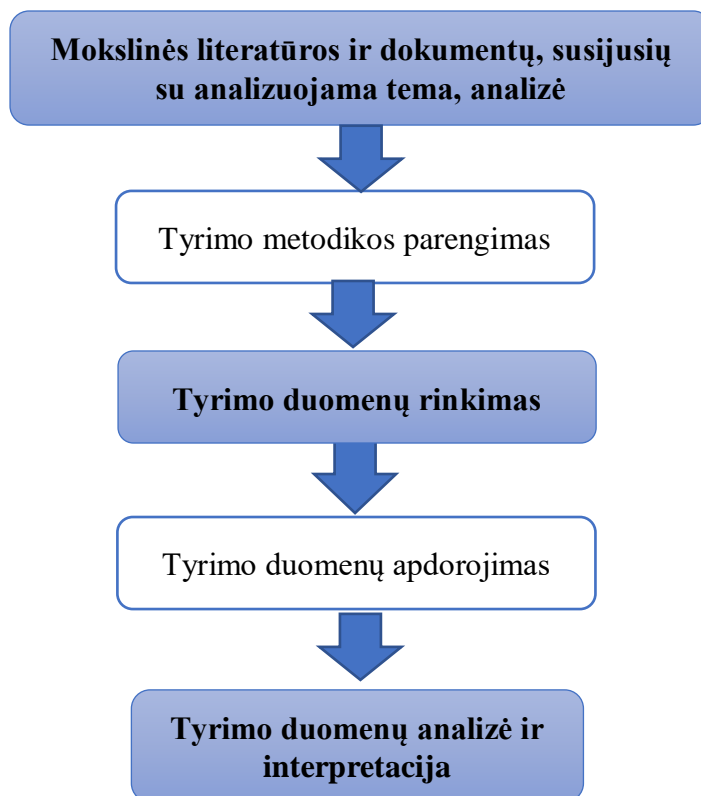 Mokslinės literatūros ir dokumentų, susijusių
su analizuojama tema, analizė
Tyrimo metodikos parengimas
Tyrimo duomenų rinkimas
Tyrimo duomenų apdorojimas
Tyrimo duomenų analizė ir
interpretacija